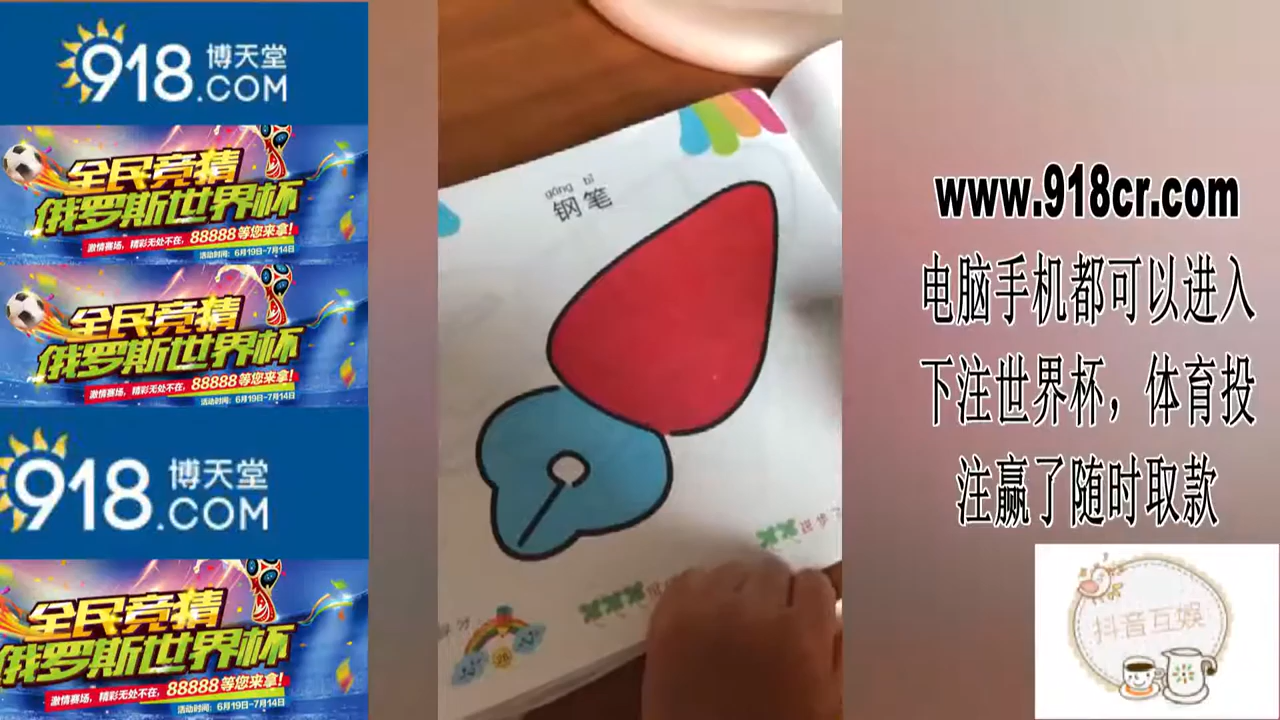 918博天堂
.COM
全民竞猜
俄罗斯世界杯
激情赛场，精彩无处不在，88888等您来拿!
活动时间：6月19日-7月14日
全民竞猜
俄罗斯世界杯
激情赛场，精彩无处不在，88888等您来拿!
活动时间：6月19日-7月14日
918博天堂
.COM
全民竞猜
俄罗斯世界杯
激情赛场，精彩无处不在，88888等您来拿!
活动时间：6月19日-7月14日
gāng bǐ
钢笔
26
www.918cr.com
电脑手机都可以进入
下注世界杯，体育投
注赢了随时取款
抖音互娱